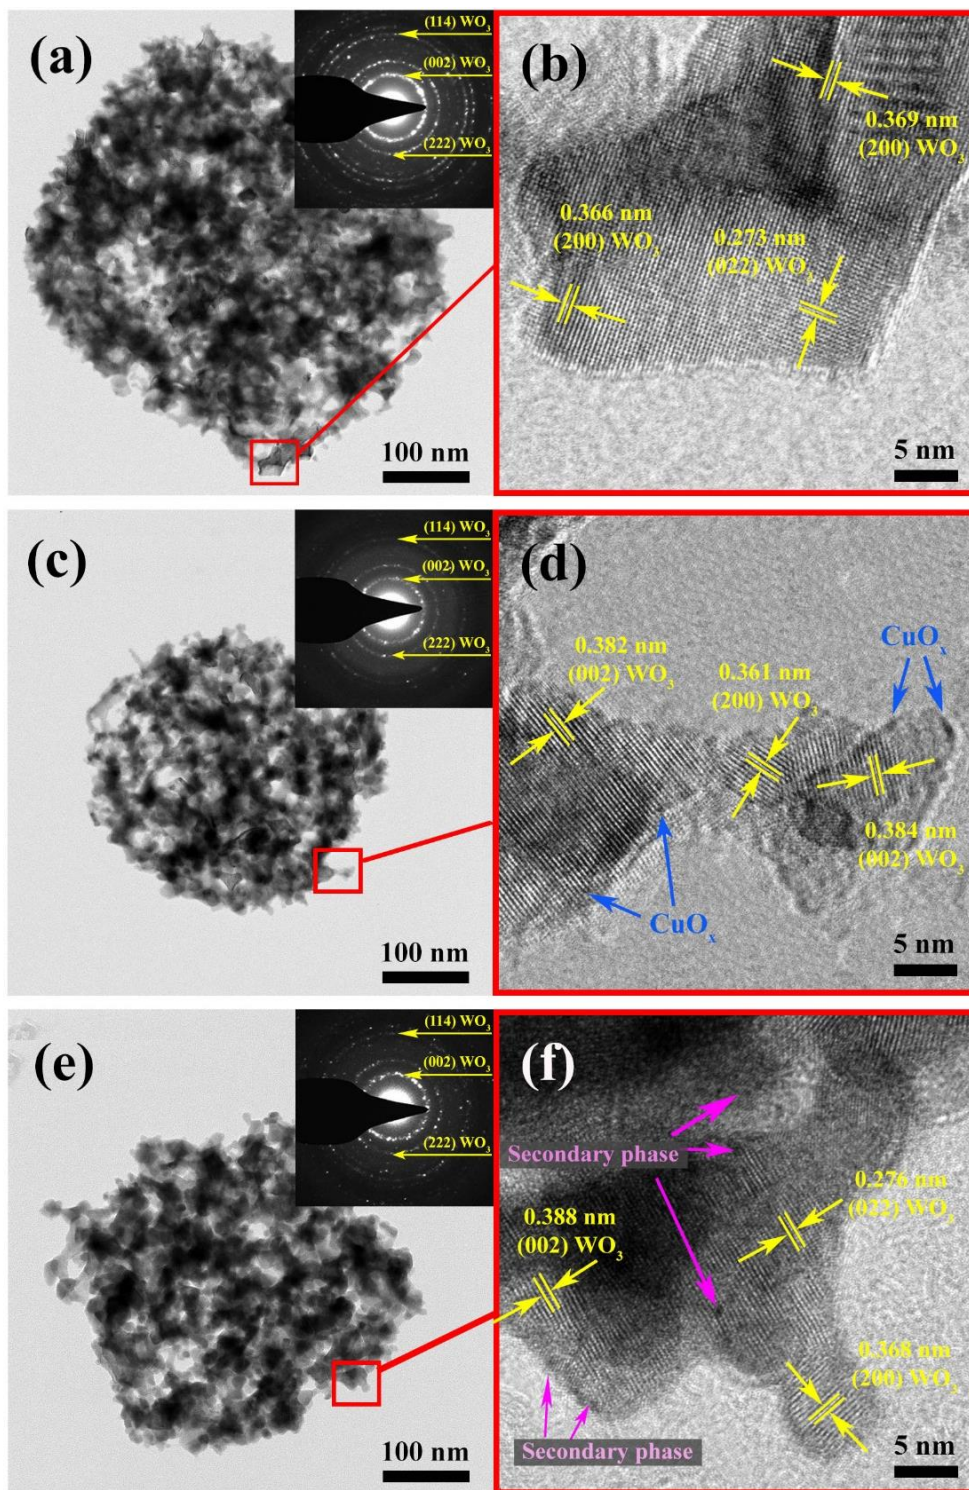 (a)
(114) WO₃
(002) WO₃
(222) WO₃
100 nm
(b)
0.369 nm
(200) WO₃
0.366 nm
(200) WO₃
0.273 nm
(022) WO₃
5 nm
(c)
(114) WO₃
(002) WO₃
(222) WO₃
100 nm
(d)
CuOₓ
0.382 nm
(002) WO₃
0.361 nm
(200) WO₃
0.384 nm
(002) WO₃
CuOₓ
5 nm
(e)
(114) WO₃
(002) WO₃
(222) WO₃
100 nm
(f)
Secondary phase
0.276 nm
(022) WO₃
0.388 nm
(002) WO₃
0.368 nm
(200) WO₃
Secondary phase
5 nm